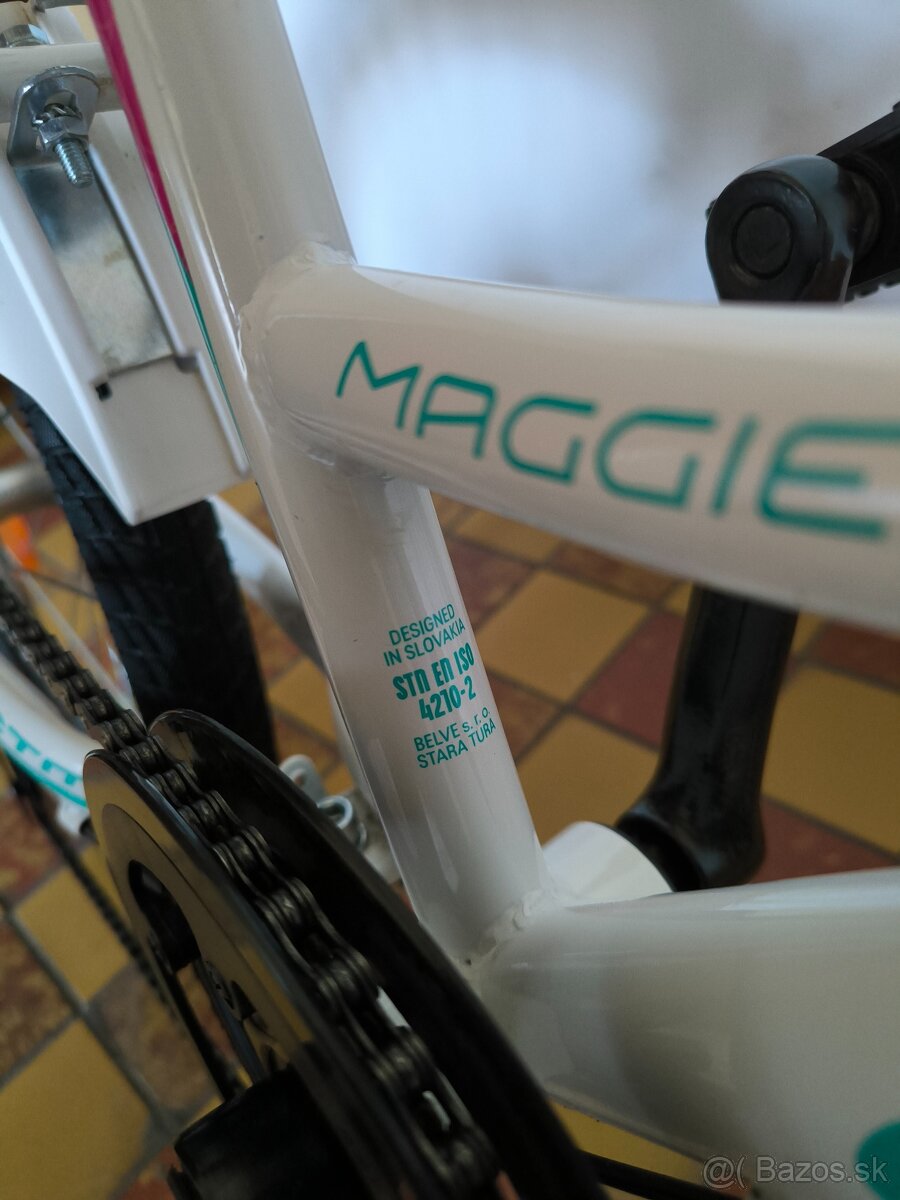 MAGGIE
DESIGNED
IN SLOVAKIA
STN EN ISO
4210-2
BELVE s. r. o.
STARA TURA
@( Bazos.sk